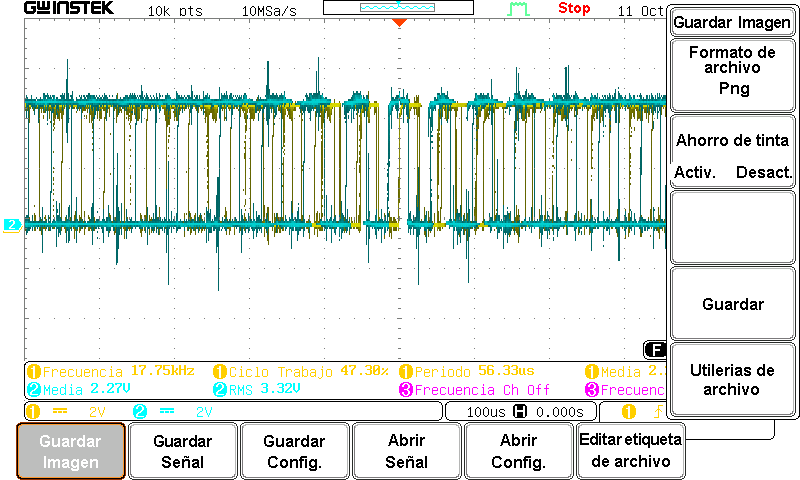 GWINSTEK 10k pts 10MSa/s Stop 11 Oct
Guardar Imagen
Formato de
archivo
Png
Ahorro de tinta
Activ. Desact.
Guardar
Utilerias de
archivo
2
F
1 Frecuencia 17.75kHz 1 Ciclo Trabajo 47.30% 1 Periodo 56.33us 1 Media 2.
2 Media 2.27V 2 RMS 3.32V 3 Frecuencia Ch Off 3 Frecuenc
1 2V 2 2V 100us H 0.000s 1
Guardar
Imagen
Guardar
Señal
Guardar
Config.
Abrir
Señal
Abrir
Config.
Editar etiqueta
de archivo